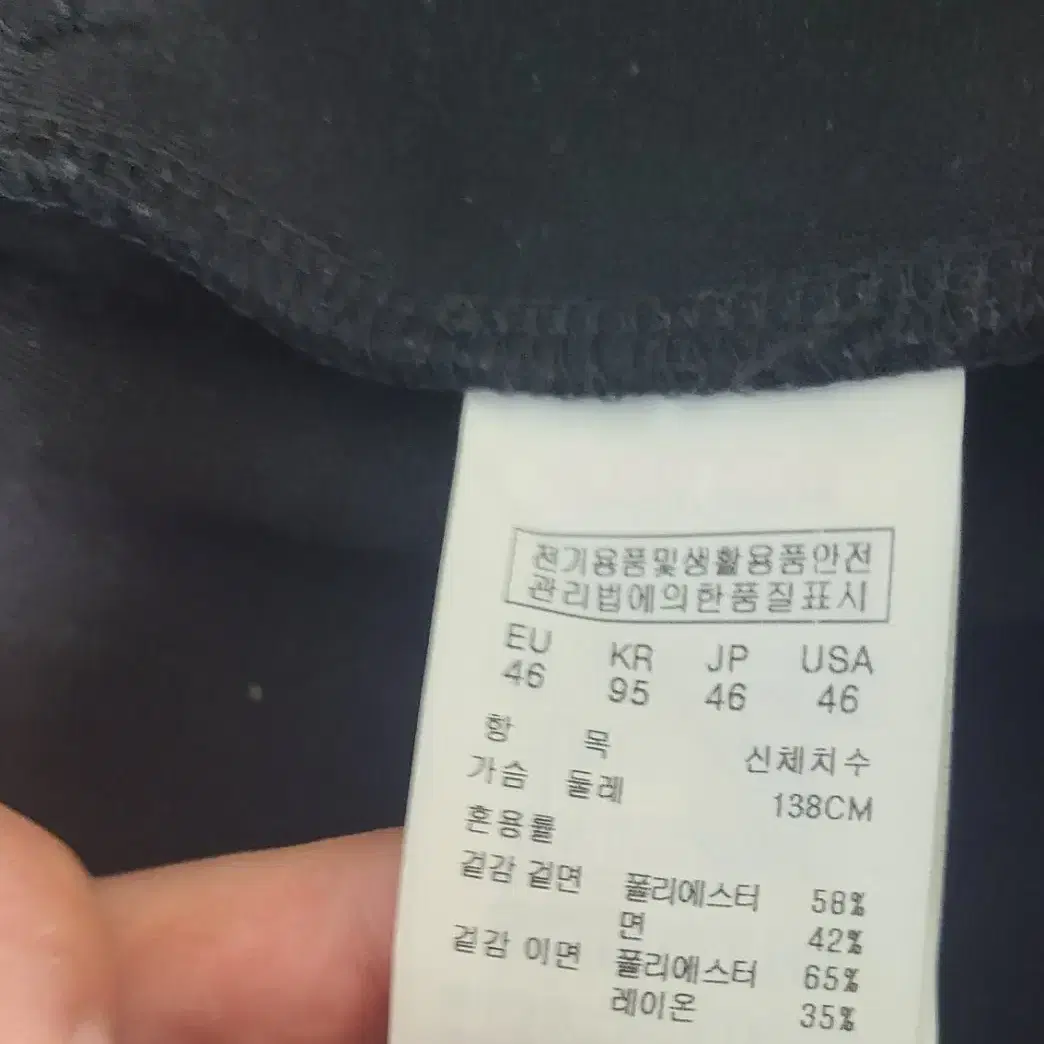 전기용품및생활용품안전
관리법에의한품질표시
EU KR JP USA
46 95 46 46
항 목 신체치수
가슴 둘레 138CM
혼용률
겉감 겉면 폴리에스터 58%
면 42%
겉감 이면 폴리에스터 65%
레이온 35%